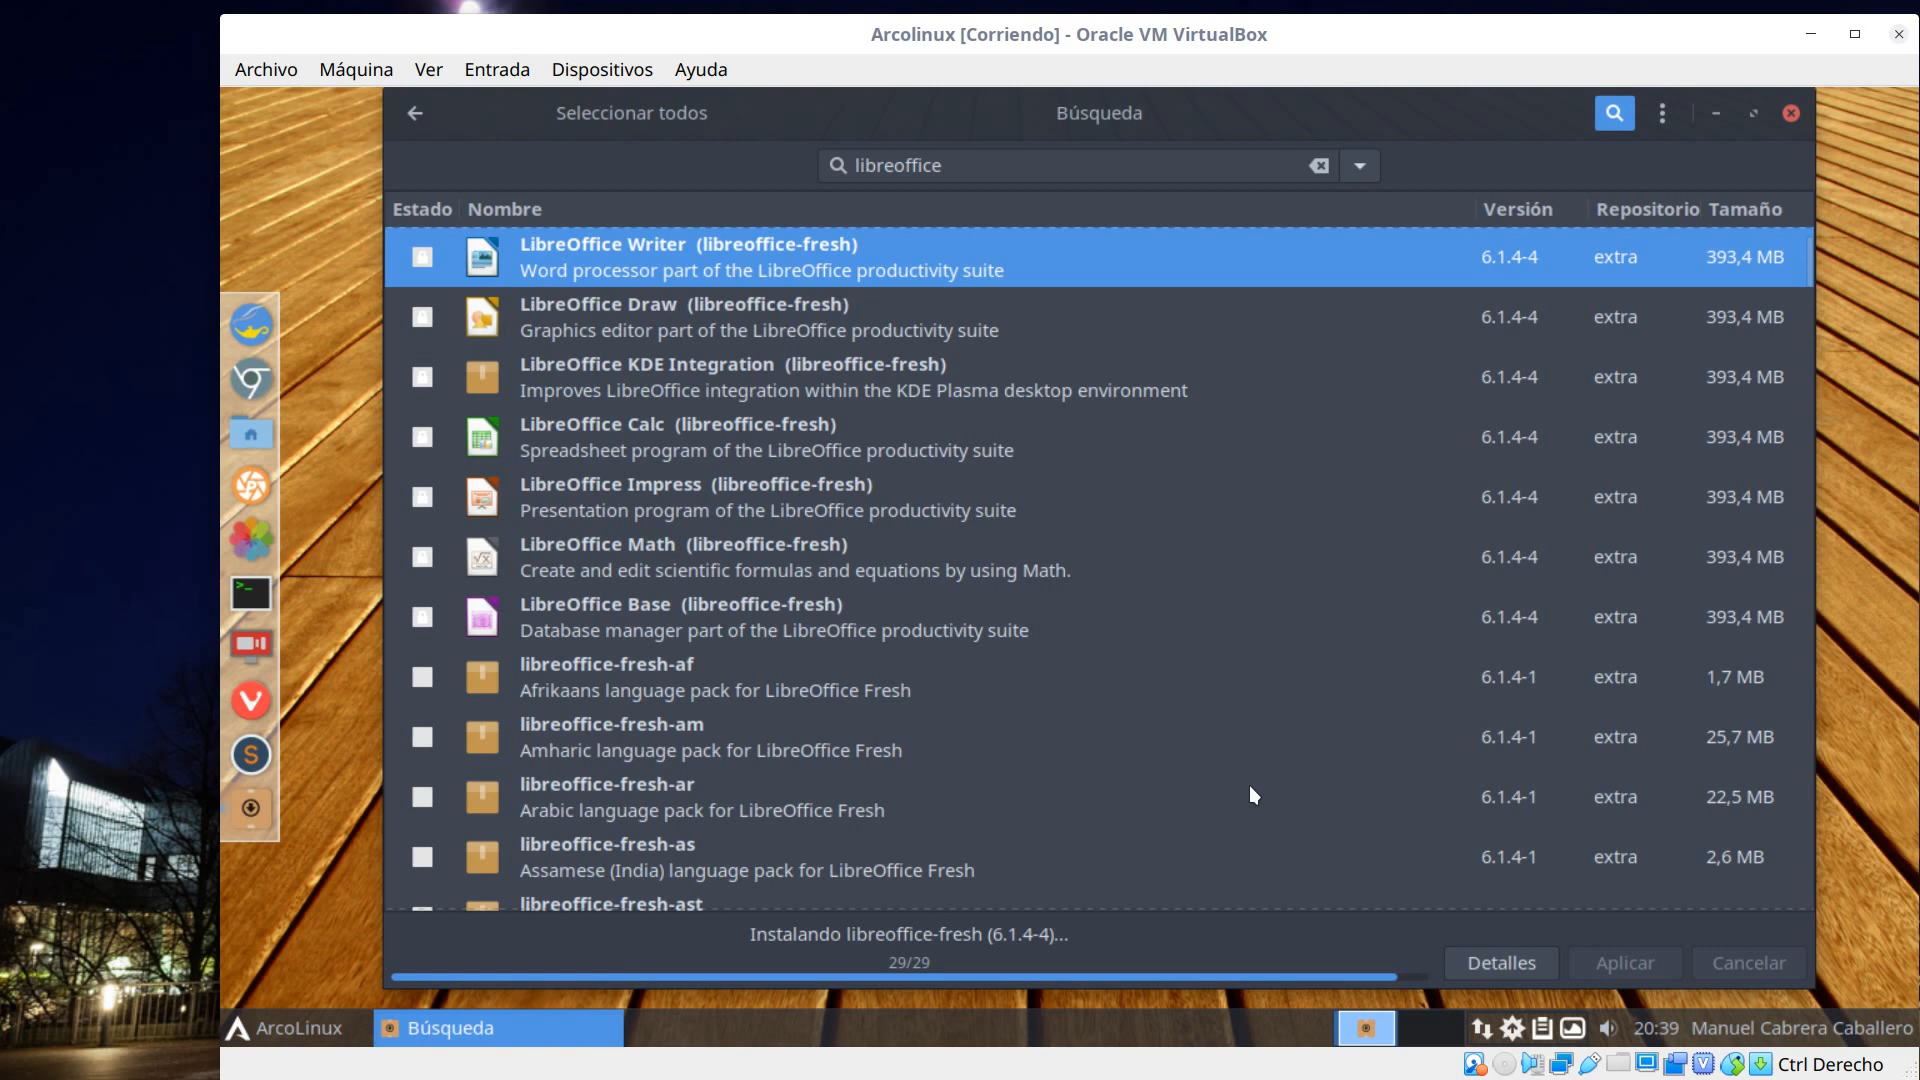 Arcolinux [Corriendo] - Oracle VM VirtualBox
Archivo Máquina Ver Entrada Dispositivos Ayuda
Seleccionar todos Búsqueda
libreoffice
Estado Nombre Versión Repositorio Tamaño
LibreOffice Writer (libreoffice-fresh)
Word processor part of the LibreOffice productivity suite
6.1.4-4 extra 393,4 MB
LibreOffice Draw (libreoffice-fresh)
Graphics editor part of the LibreOffice productivity suite
6.1.4-4 extra 393,4 MB
LibreOffice KDE Integration (libreoffice-fresh)
Improves LibreOffice integration within the KDE Plasma desktop environment
6.1.4-4 extra 393,4 MB
LibreOffice Calc (libreoffice-fresh)
Spreadsheet program of the LibreOffice productivity suite
6.1.4-4 extra 393,4 MB
LibreOffice Impress (libreoffice-fresh)
Presentation program of the LibreOffice productivity suite
6.1.4-4 extra 393,4 MB
LibreOffice Math (libreoffice-fresh)
Create and edit scientific formulas and equations by using Math.
6.1.4-4 extra 393,4 MB
LibreOffice Base (libreoffice-fresh)
Database manager part of the LibreOffice productivity suite
6.1.4-4 extra 393,4 MB
libreoffice-fresh-af
Afrikaans language pack for LibreOffice Fresh
6.1.4-1 extra 1,7 MB
libreoffice-fresh-am
Amharic language pack for LibreOffice Fresh
6.1.4-1 extra 25,7 MB
libreoffice-fresh-ar
Arabic language pack for LibreOffice Fresh
6.1.4-1 extra 22,5 MB
libreoffice-fresh-as
Assamese (India) language pack for LibreOffice Fresh
6.1.4-1 extra 2,6 MB
libreoffice-fresh-ast
Instalando libreoffice-fresh (6.1.4-4)...
29/29
Detalles Aplicar Cancelar
ArcoLinux Búsqueda 20:39 Manuel Cabrera Caballero
Ctrl Derecho